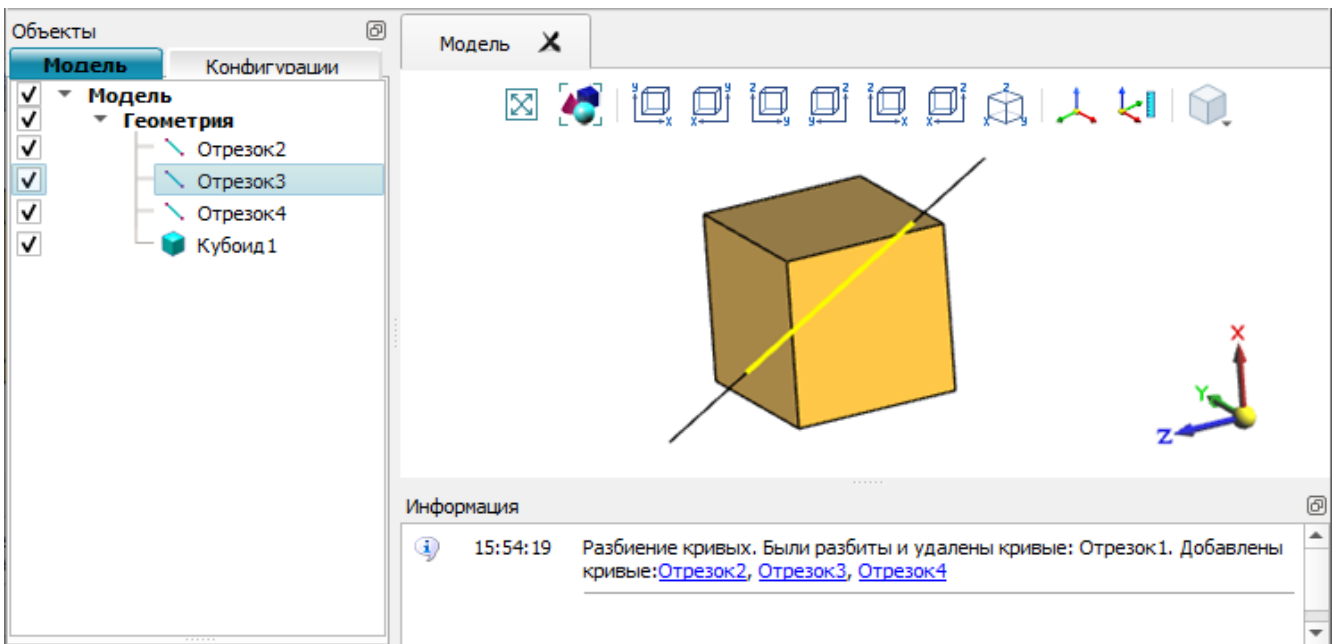 Объекты
Модель Конфигурации
Модель
Геометрия
Отрезок2
Отрезок3
Отрезок4
Кубоид1
Модель
y x
y x
z y
z y
z x
z x
z x y
X
Y
Z
Информация
15:54:19 Разбиение кривых. Были разбиты и удалены кривые: Отрезок1. Добавлены
кривые:Отрезок2, Отрезок3, Отрезок4